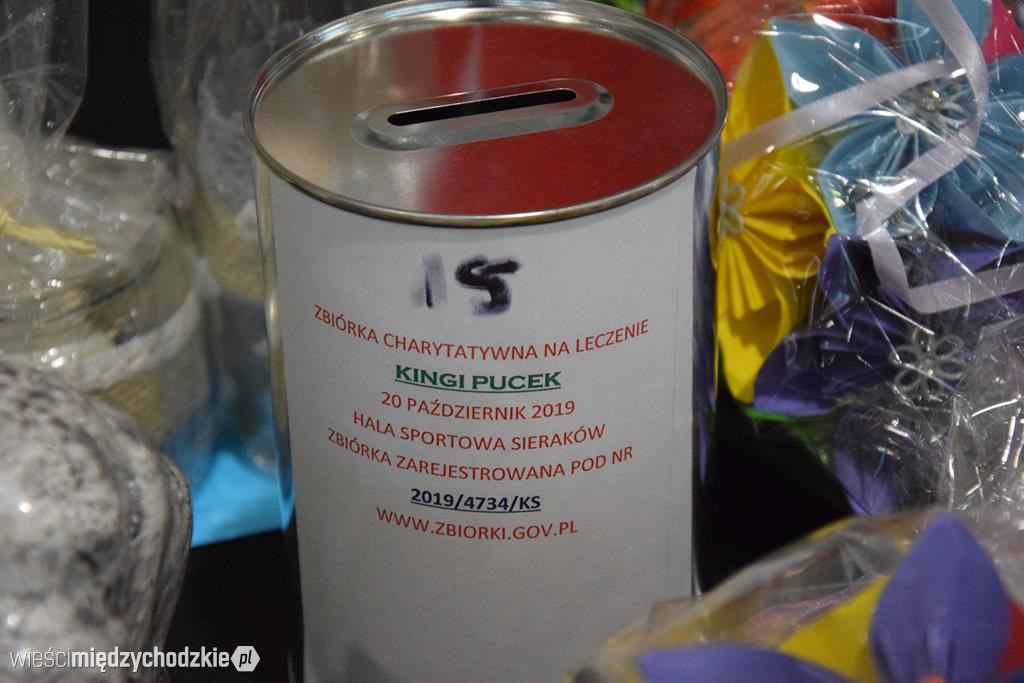 15
ZBIÓRKA CHARYTATYWNA NA LECZENIE
KINGI PUCEK
20 PAŹDZIERNIK 2019
HALA SPORTOWA SIERAKÓW
ZBIÓRKA ZAREJESTROWANA POD NR
2019/4734/KS
WWW.ZBIORKI.GOV.PL
wieścimiędzychodzkie.pl